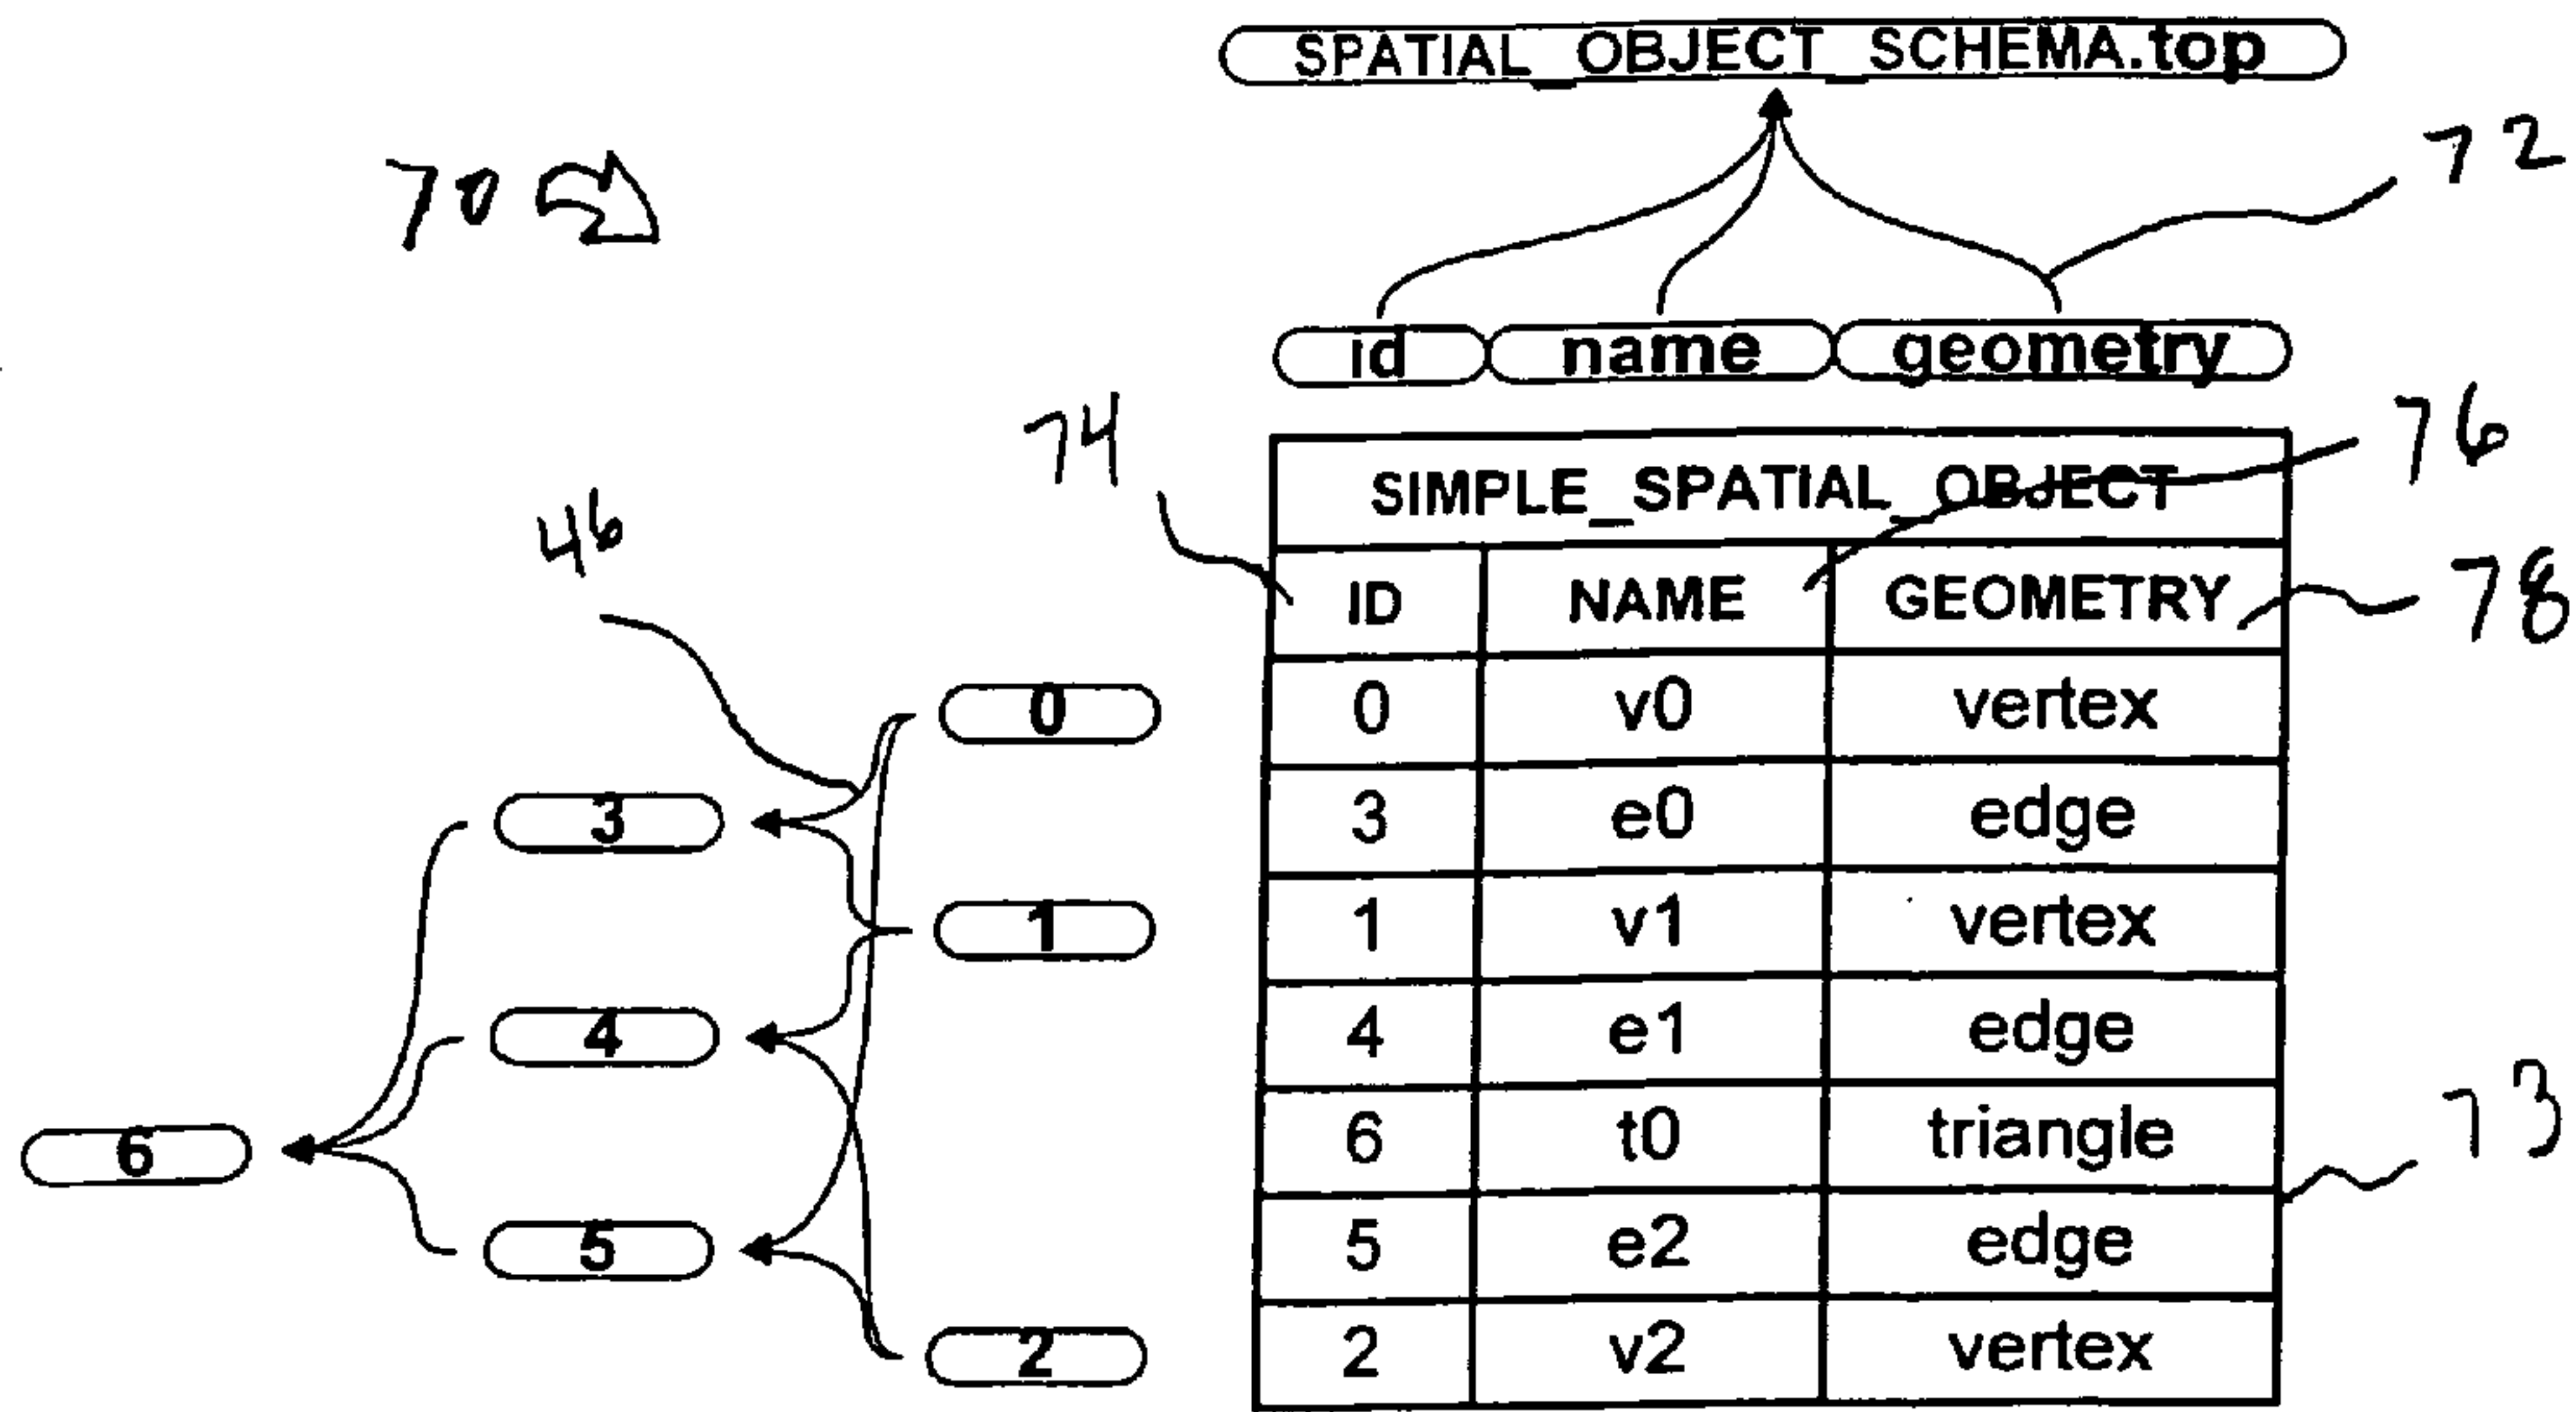 SPATIAL_OBJECT_SCHEMA.top
70
72
id name geometry
74
76
SIMPLE_SPATIAL_OBJECT
46
ID NAME GEOMETRY
78
0
0 v0 vertex
3
3 e0 edge
1
1 v1 vertex
4
4 e1 edge
73
6
6 t0 triangle
5
5 e2 edge
2
2 v2 vertex